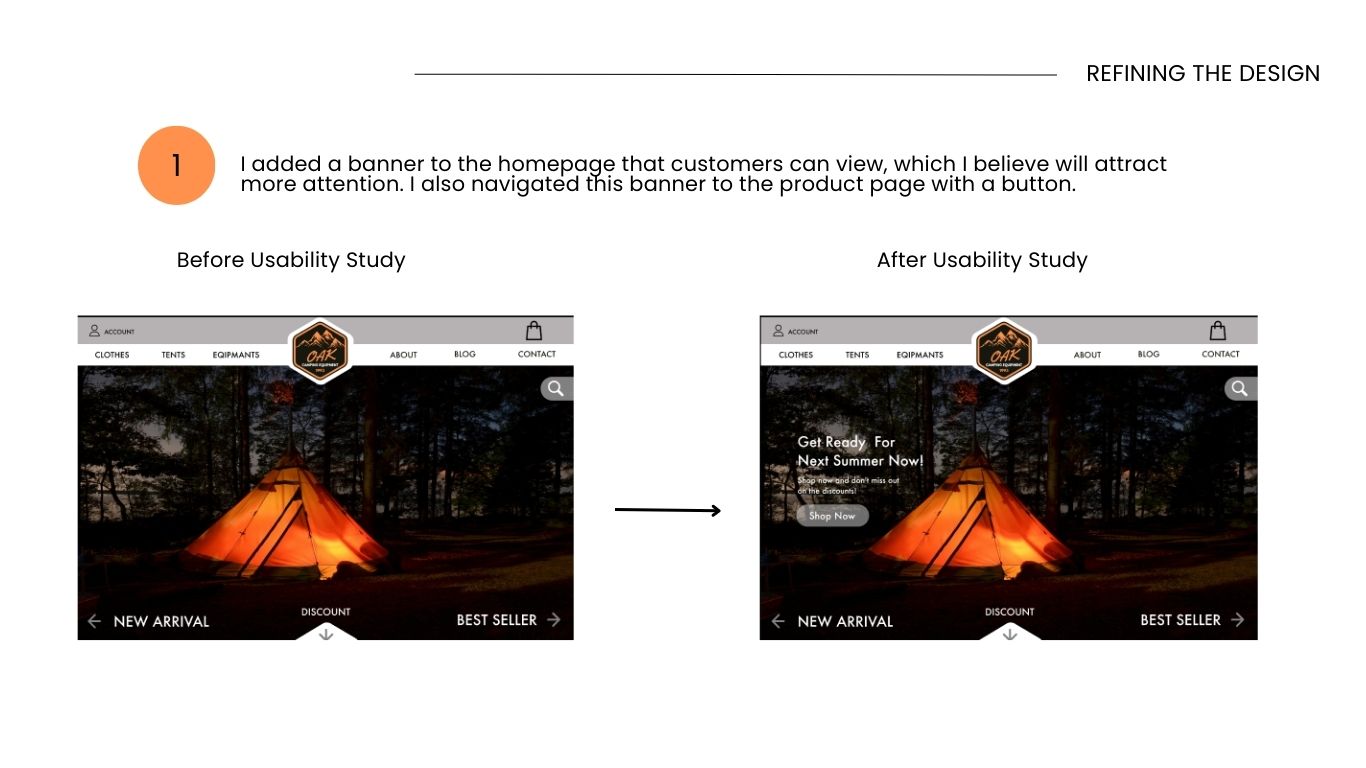 REFINING THE DESIGN
1
I added a banner to the homepage that customers can view, which I believe will attract
more attention. I also navigated this banner to the product page with a button.
Before Usability Study
After Usability Study
ACCOUNT
CLOTHES TENTS EQIPMANTS
OAK
CAMPING EQUIPMENT
ABOUT BLOG CONTACT
NEW ARRIVAL
DISCOUNT
BEST SELLER
ACCOUNT
CLOTHES TENTS EQIPMANTS
OAK
CAMPING EQUIPMENT
ABOUT BLOG CONTACT
Get Ready For
Next Summer Now!
Shop now and don't miss out
on the discounts!
Shop Now
NEW ARRIVAL
DISCOUNT
BEST SELLER